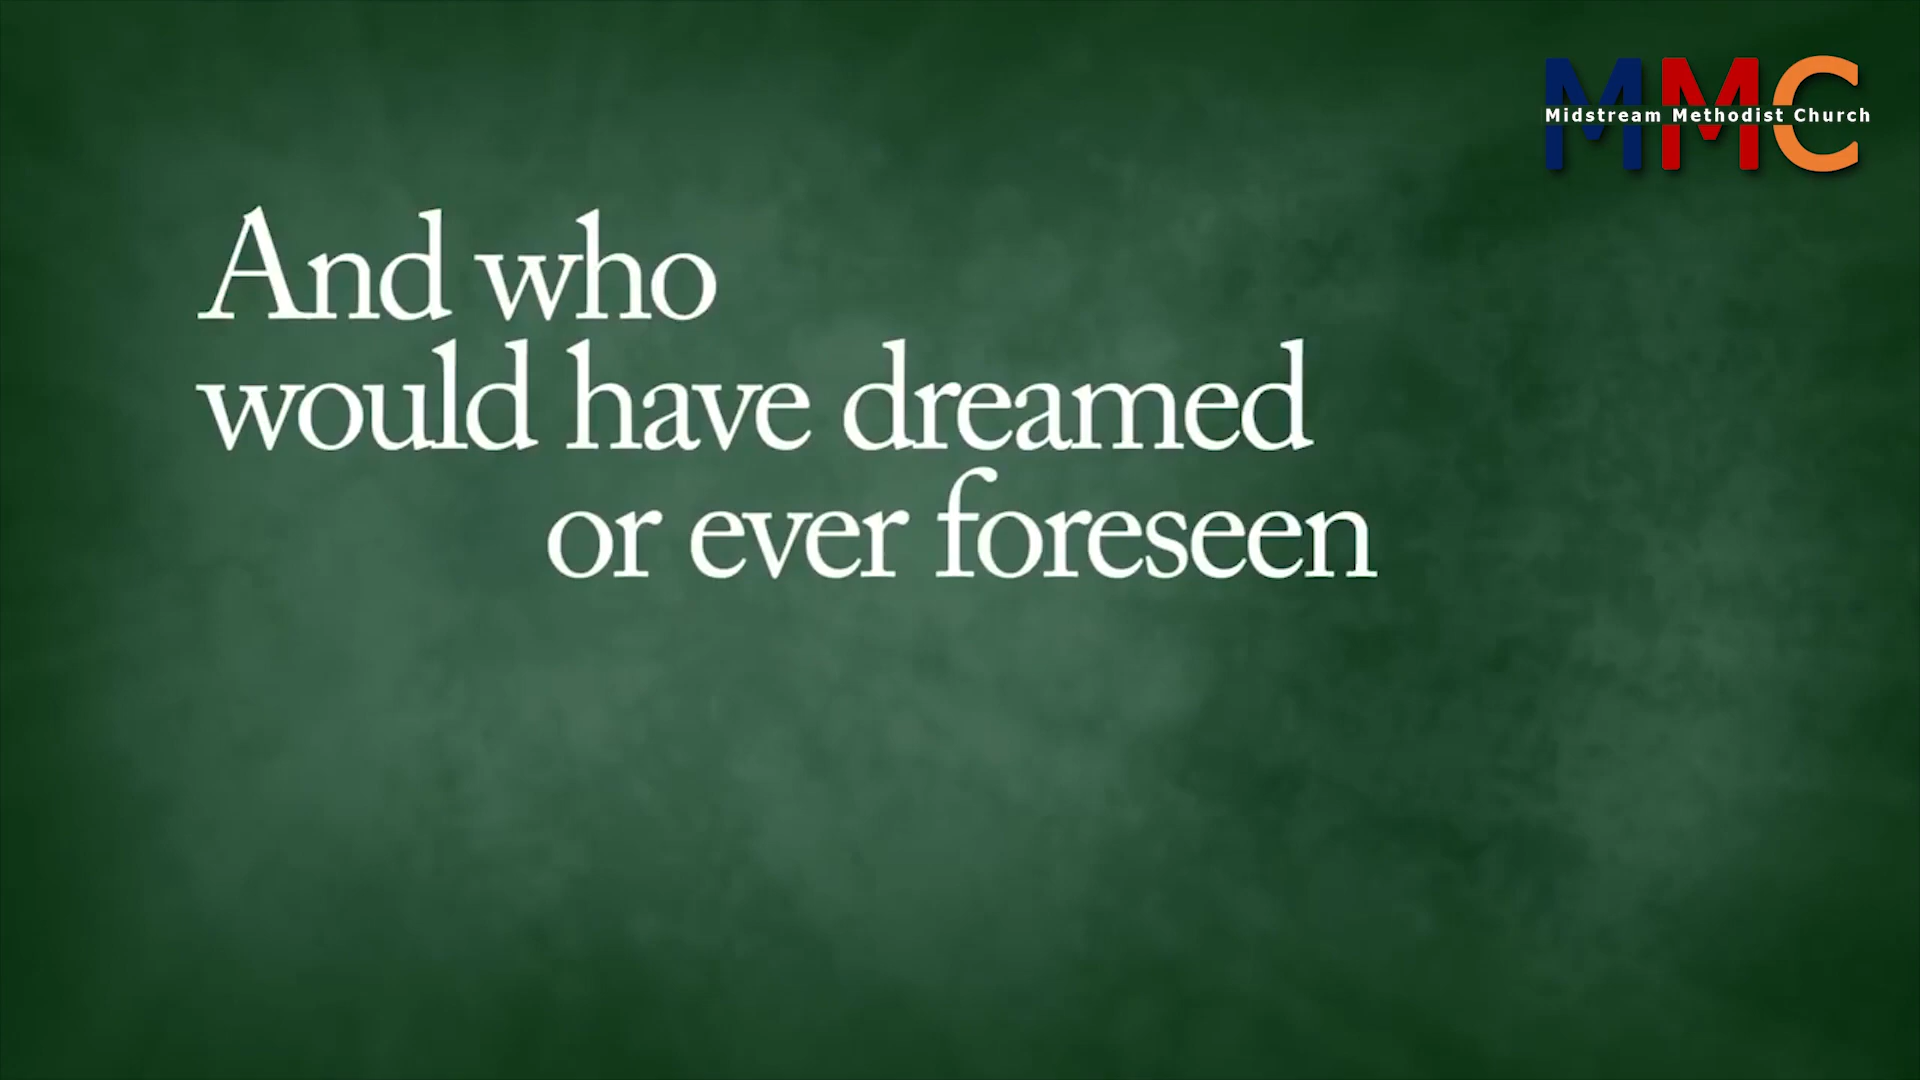 MMC
Midstream Methodist Church
And who
would have dreamed
or ever foreseen